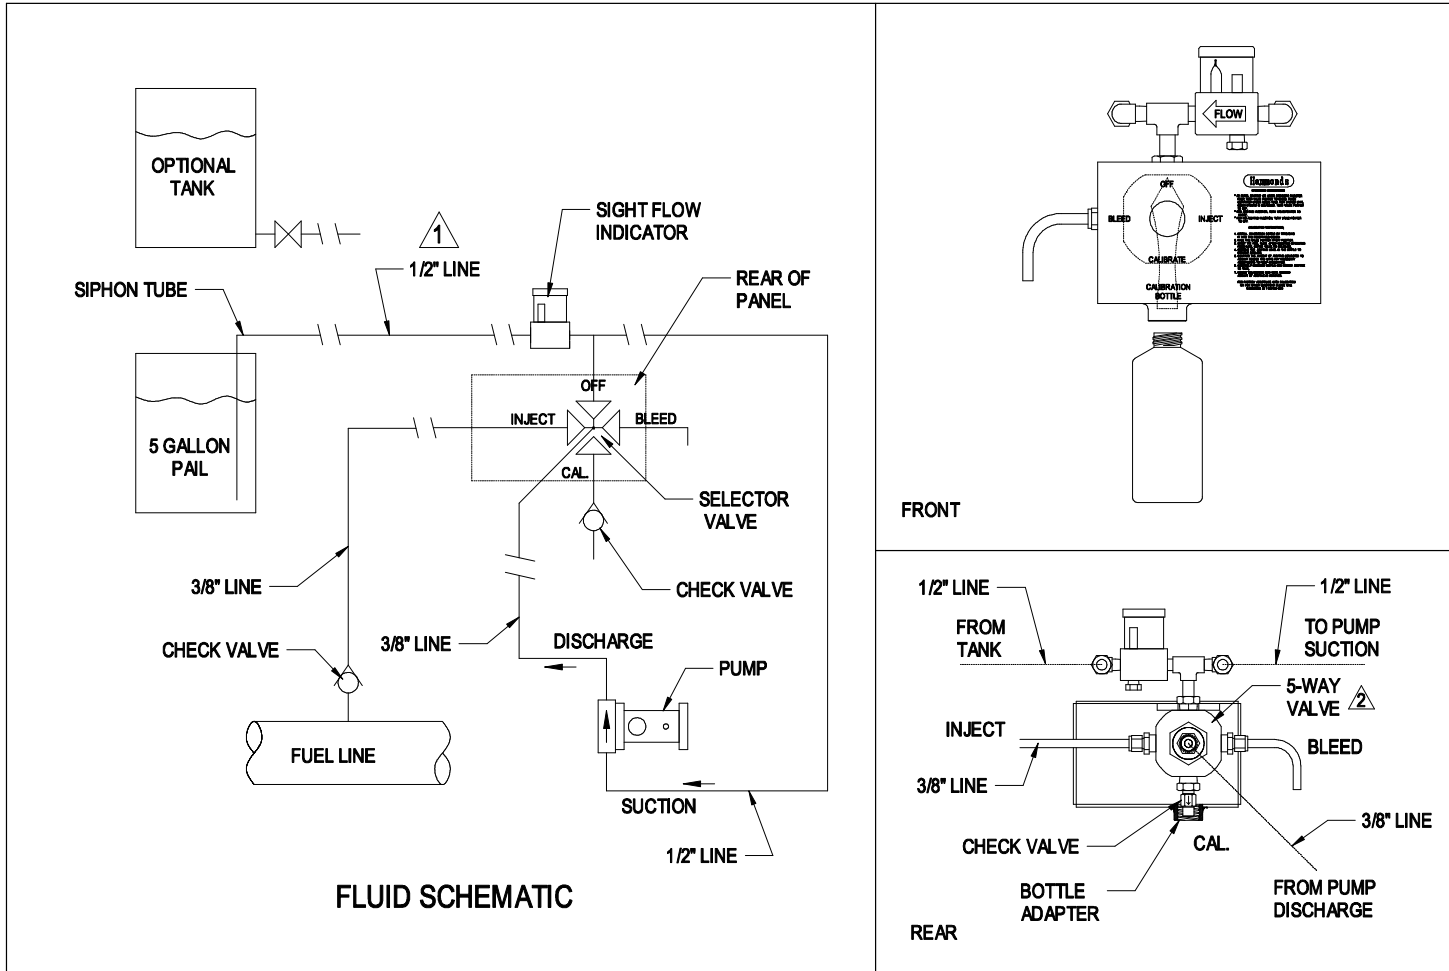 OPTIONAL
TANK
1
SIGHT FLOW
INDICATOR
1/2" LINE
SIPHON TUBE
REAR OF
PANEL
OFF
INJECT
BLEED
CAL.
5 GALLON
PAIL
SELECTOR
VALVE
3/8" LINE
CHECK VALVE
3/8" LINE
DISCHARGE
CHECK VALVE
PUMP
FUEL LINE
SUCTION
1/2" LINE
FLUID SCHEMATIC
FLOW
Hammonds
OFF
BLEED
INJECT
CALIBRATE
CALIBRATION
BOTTLE
FRONT
1/2" LINE
1/2" LINE
FROM
TANK
TO PUMP
SUCTION
5-WAY
VALVE
2
INJECT
BLEED
3/8" LINE
3/8" LINE
CHECK VALVE
CAL.
BOTTLE
ADAPTER
FROM PUMP
DISCHARGE
REAR